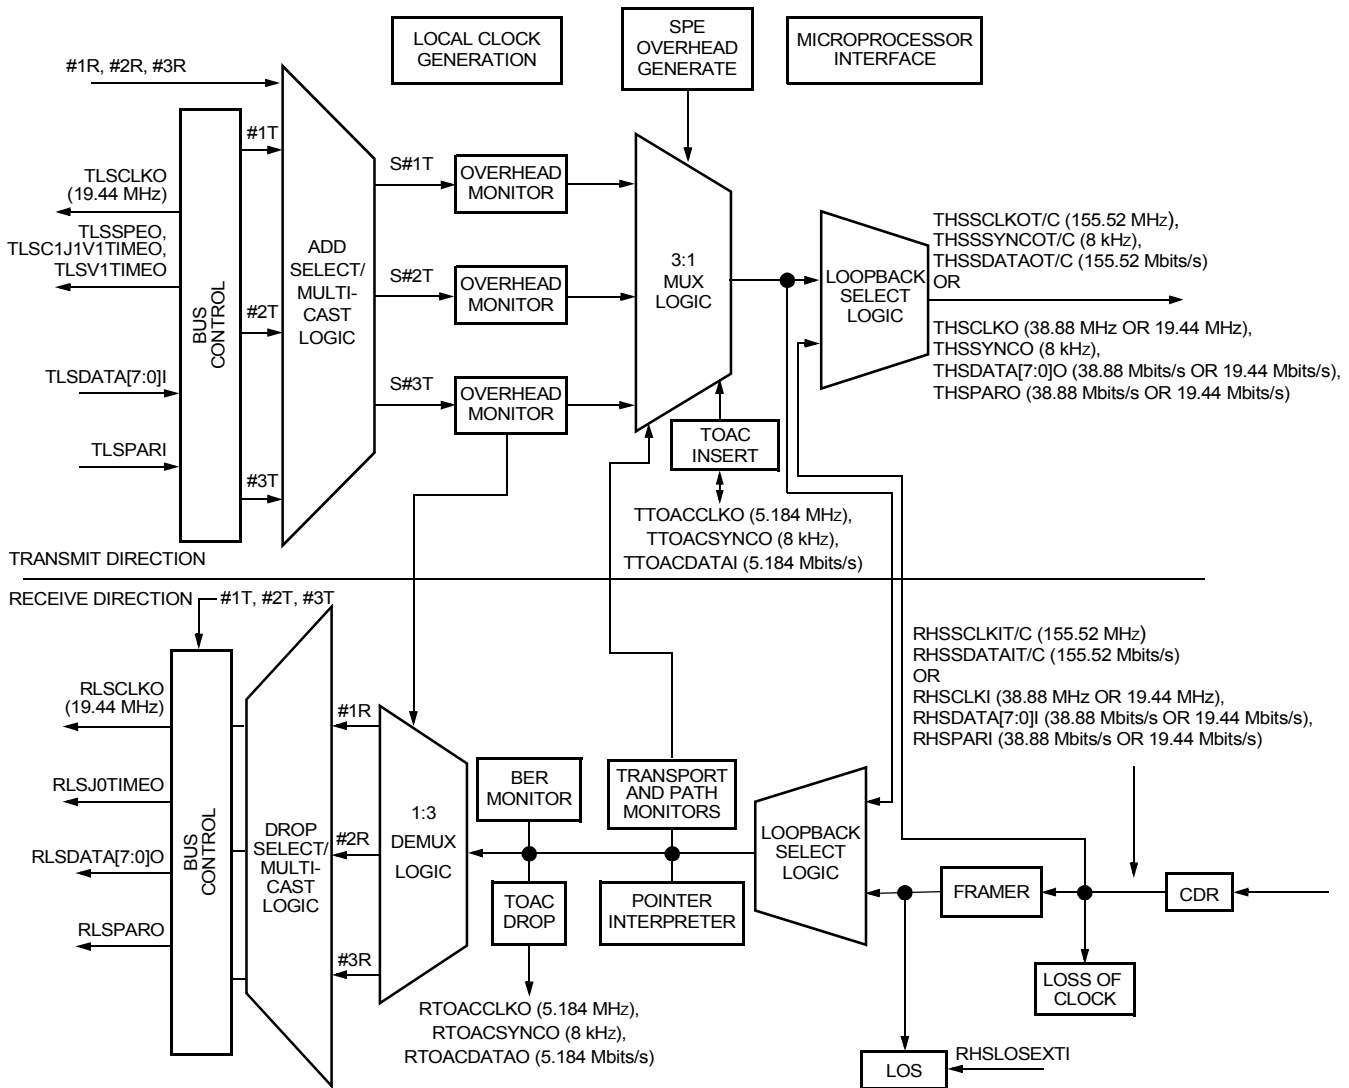 LOCAL CLOCK
GENERATION
SPE
OVERHEAD
GENERATE
MICROPROCESSOR
INTERFACE
#1R, #2R, #3R
#1T
TLSCLKO
(19.44 MHz)
TLSSPEO,
TLSC1J1V1TIMEO,
TLSV1TIMEO
BUS
CONTROL
#2T
TLSDATA[7:0]I
TLSPARI
#3T
ADD
SELECT/
MULTI-
CAST
LOGIC
S#1T
OVERHEAD
MONITOR
S#2T
OVERHEAD
MONITOR
S#3T
OVERHEAD
MONITOR
3:1
MUX
LOGIC
TOAC
INSERT
TTOACCLKO (5.184 MHz),
TTOACSYNCO (8 kHz),
TTOACDATAI (5.184 Mbits/s)
LOOPBACK
SELECT
LOGIC
THSSCLKOT/C (155.52 MHz),
THSSSYNCOT/C (8 kHz),
THSSDATAOT/C (155.52 Mbits/s)
OR
THSCLKO (38.88 MHz OR 19.44 MHz),
THSSYNCO (8 kHz),
THSDATA[7:0]O (38.88 Mbits/s OR 19.44 Mbits/s),
THSPARO (38.88 Mbits/s OR 19.44 Mbits/s)
TRANSMIT DIRECTION
RECEIVE DIRECTION
#1T, #2T, #3T
RLSCLKO
(19.44 MHz)
RLSJ0TIMEO
RLSDATA[7:0]O
RLSPARO
BUS
CONTROL
DROP
SELECT/
MULTI-
CAST
LOGIC
#1R
#2R
#3R
1:3
DEMUX
LOGIC
BER
MONITOR
TOAC
DROP
RTOACCLKO (5.184 MHz),
RTOACSYNCO (8 kHz),
RTOACDATAO (5.184 Mbits/s)
TRANSPORT
AND PATH
MONITORS
POINTER
INTERPRETER
LOOPBACK
SELECT
LOGIC
RHSSCLKIT/C (155.52 MHz)
RHSSDATAIT/C (155.52 Mbits/s)
OR
RHSCLKI (38.88 MHz OR 19.44 MHz),
RHSDATA[7:0]I (38.88 Mbits/s OR 19.44 Mbits/s),
RHSPARI (38.88 Mbits/s OR 19.44 Mbits/s)
FRAMER
CDR
LOSS OF
CLOCK
LOS
RHSLOSEXTI